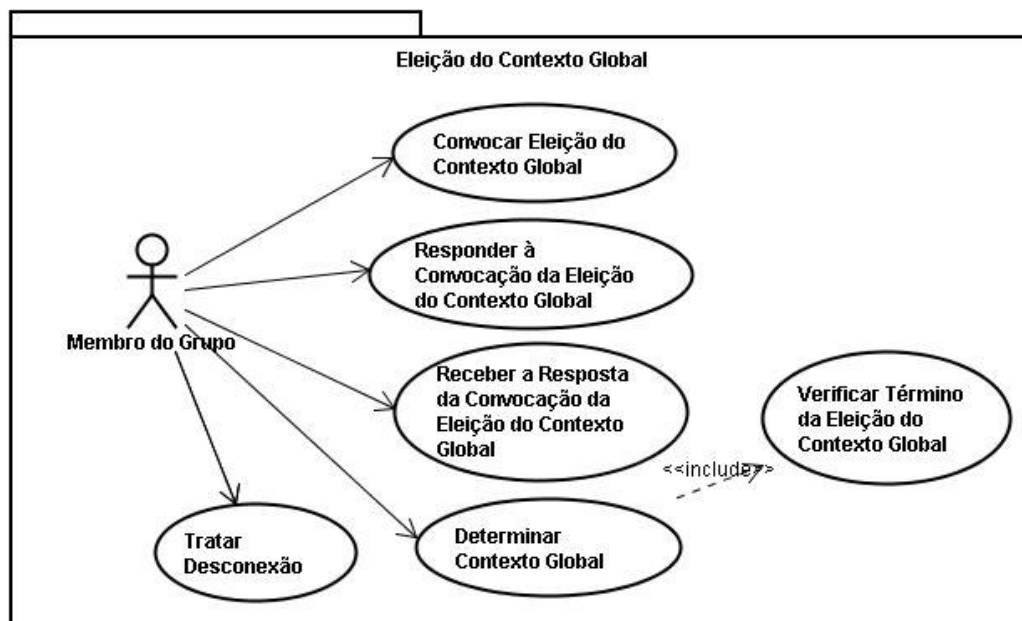 Eleição do Contexto Global
Convocar Eleição do
Contexto Global
Responder à
Convocação da Eleição
do Contexto Global
Membro do Grupo
Receber a Resposta
da Convocação da
Eleição do Contexto
Global
Verificar Término
da Eleição do
Contexto Global
<<include>>
Tratar
Desconexão
Determinar
Contexto Global